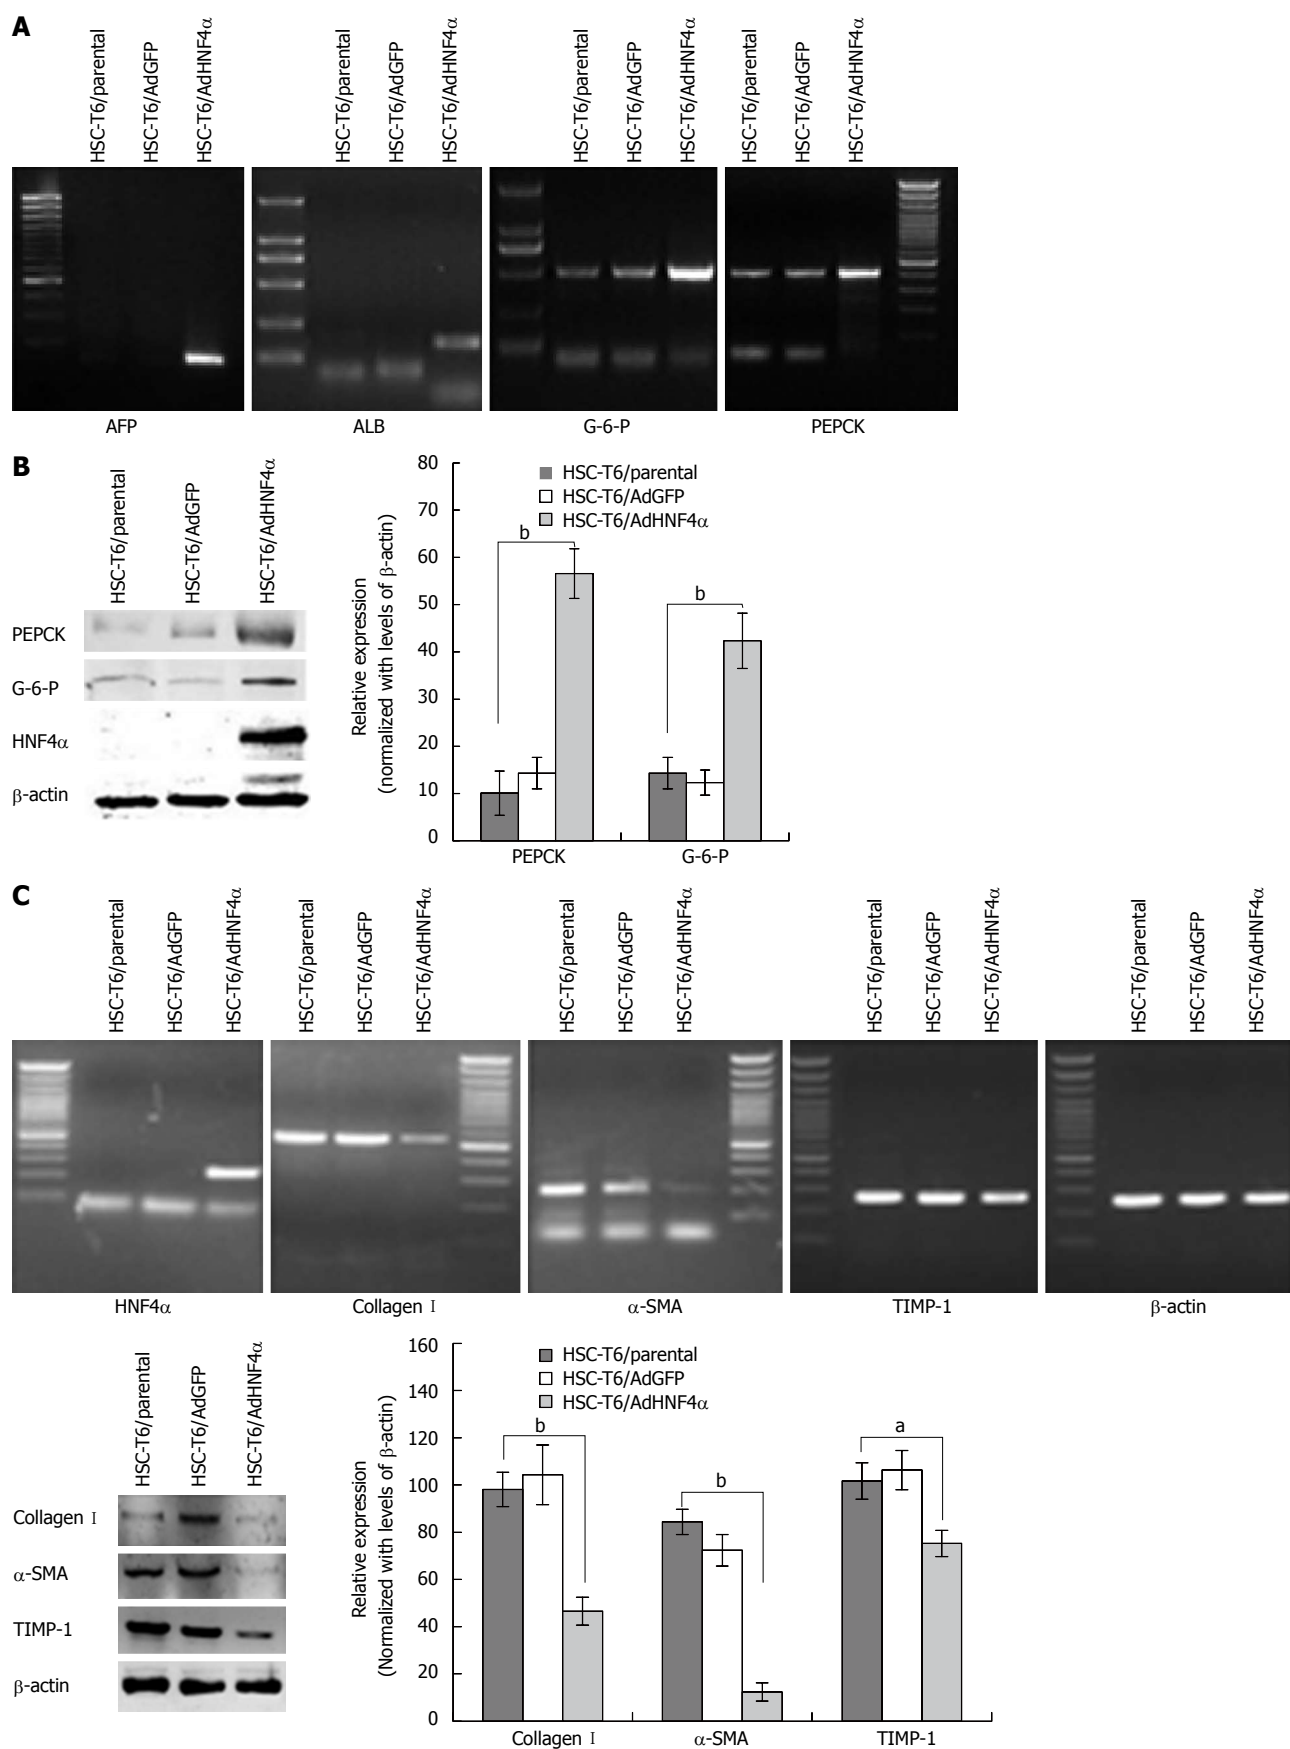 A
HSC-T6/parental
HSC-T6/AdGFP
HSC-T6/AdHNF4α
HSC-T6/parental
HSC-T6/AdGFP
HSC-T6/AdHNF4α
HSC-T6/parental
HSC-T6/AdGFP
HSC-T6/AdHNF4α
HSC-T6/parental
HSC-T6/AdGFP
HSC-T6/AdHNF4α
AFP
ALB
G-6-P
PEPCK
B
HSC-T6/parental
HSC-T6/AdGFP
HSC-T6/AdHNF4α
PEPCK
G-6-P
HNF4α
β-actin
Relative expression
(normalized with levels of β-actin)
80
70
60
50
40
30
20
10
0
HSC-T6/parental
HSC-T6/AdGFP
HSC-T6/AdHNF4α
b
b
PEPCK
G-6-P
C
HSC-T6/parental
HSC-T6/AdGFP
HSC-T6/AdHNF4α
HSC-T6/parental
HSC-T6/AdGFP
HSC-T6/AdHNF4α
HSC-T6/parental
HSC-T6/AdGFP
HSC-T6/AdHNF4α
HSC-T6/parental
HSC-T6/AdGFP
HSC-T6/AdHNF4α
HSC-T6/parental
HSC-T6/AdGFP
HSC-T6/AdHNF4α
HNF4α
Collagen I
α-SMA
TIMP-1
β-actin
HSC-T6/parental
HSC-T6/AdGFP
HSC-T6/AdHNF4α
Collagen I
α-SMA
TIMP-1
β-actin
Relative expression
(Normalized with levels of β-actin)
160
140
120
100
80
60
40
20
0
HSC-T6/parental
HSC-T6/AdGFP
HSC-T6/AdHNF4α
b
b
a
Collagen I
α-SMA
TIMP-1